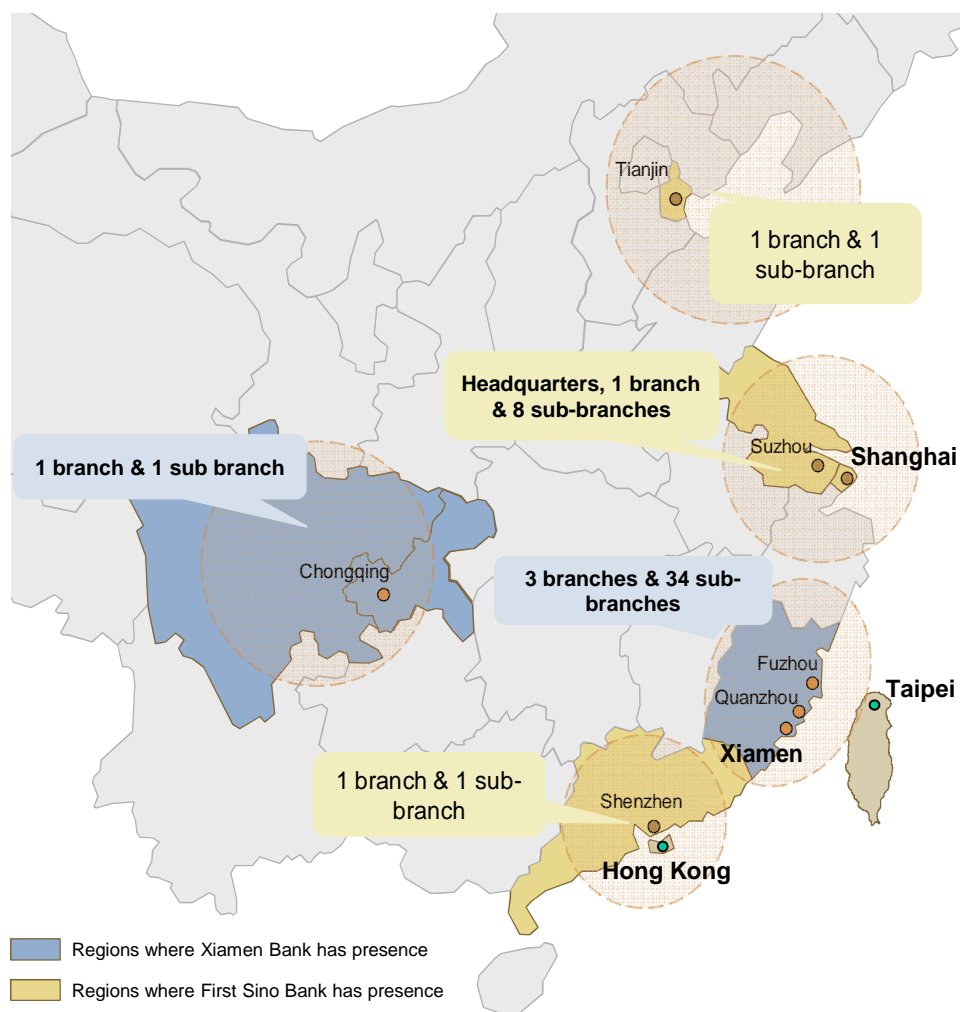 Tianjin
1 branch & 1
sub-branch
Headquarters, 1 branch
& 8 sub-branches
Suzhou
Shanghai
1 branch & 1 sub branch
Chongqing
3 branches & 34 sub-
branches
Fuzhou
Quanzhou
Taipei
Xiamen
1 branch & 1 sub-
branch
Shenzhen
Hong Kong
Regions where Xiamen Bank has presence
Regions where First Sino Bank has presence